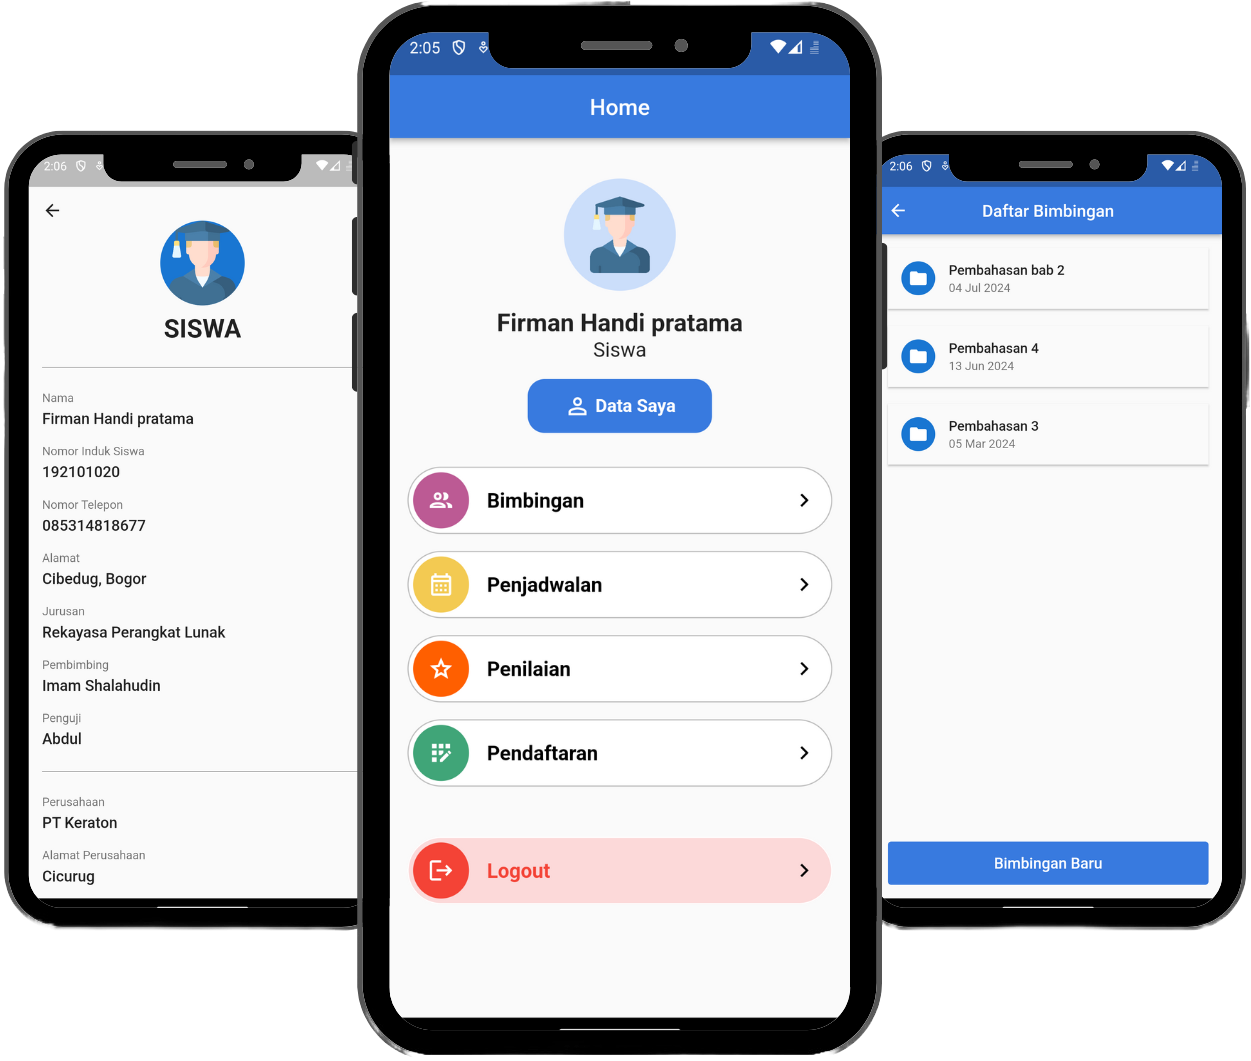 2:06
SISWA
Nama
Firman Handi pratama
Nomor Induk Siswa
192101020
Nomor Telepon
085314818677
Alamat
Cibedug, Bogor
Jurusan
Rekayasa Perangkat Lunak
Pembimbing
Imam Shalahudin
Penguji
Abdul
Perusahaan
PT Keraton
Alamat Perusahaan
Cicurug
2:05
Home
Firman Handi pratama
Siswa
Data Saya
Bimbingan
Penjadwalan
Penilaian
Pendaftaran
Logout
2:06
Daftar Bimbingan
Pembahasan bab 2
04 Jul 2024
Pembahasan 4
13 Jun 2024
Pembahasan 3
05 Mar 2024
Bimbingan Baru